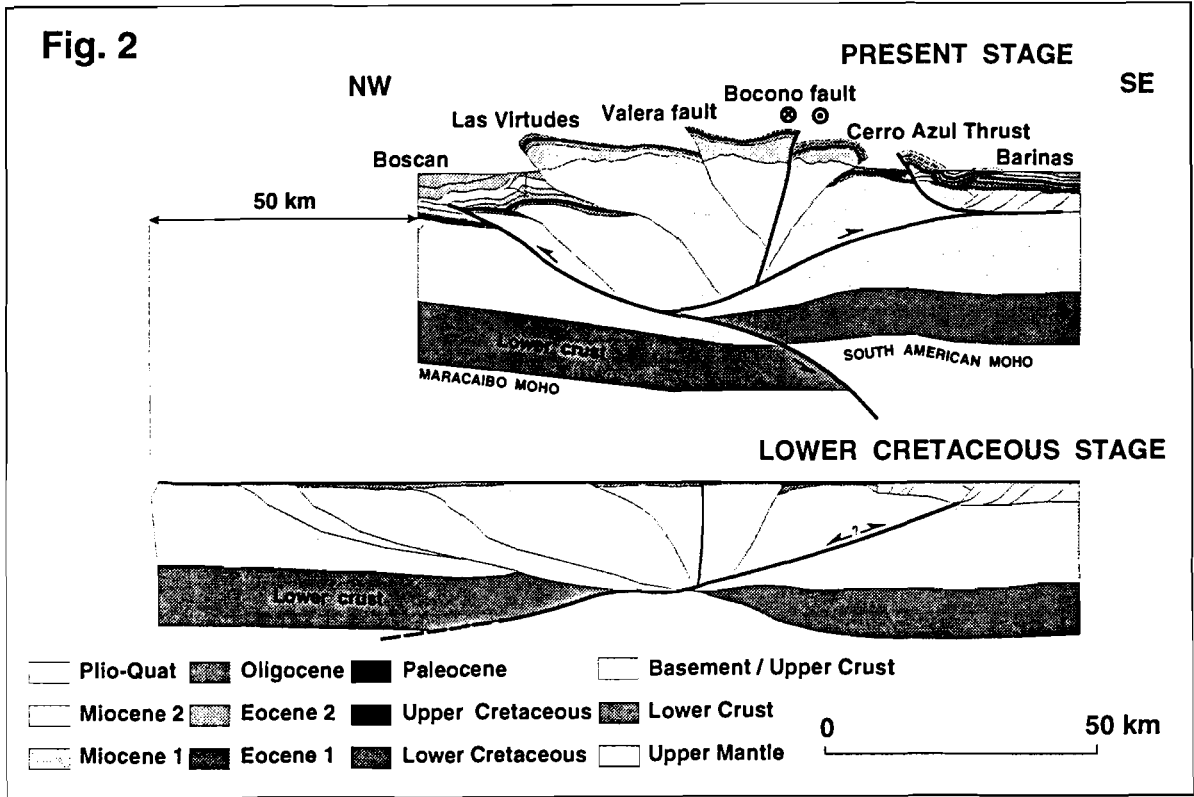 Fig. 2
PRESENT STAGE
NW
SE
Bocono fault
Valera fault
Las Virtudes
Cerro Azul Thrust
Boscan
Barinas
50 km
Lower crust
SOUTH AMERICAN MOHO
MARACAIBO MOHO
LOWER CRETACEOUS STAGE
?
Lower crust
Plio-Quat
Oligocene
Paleocene
Basement / Upper Crust
Miocene 2
Eocene 2
Upper Cretaceous
Lower Crust
Miocene 1
Eocene 1
Lower Cretaceous
Upper Mantle
0
50 km